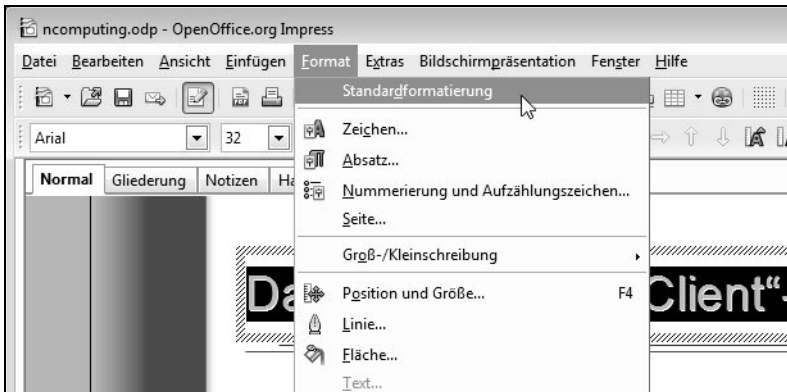 ncomputing.odp - OpenOffice.org Impress
Datei Bearbeiten Ansicht Einfügen Format Extras Bildschirmpräsentation Fenster Hilfe
Standardformatierung
Arial 32
Zeichen...
Absatz...
Normal Gliederung Notizen
Nummerierung und Aufzählungszeichen...
Seite...
Groß-/Kleinschreibung
Position und Größe... F4
Client“-
Linie...
Fläche...
Text...